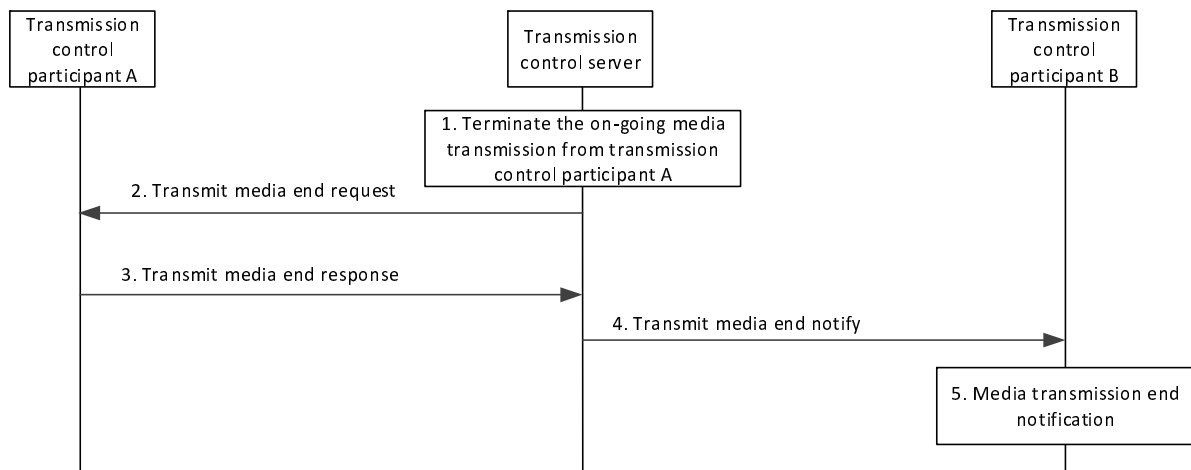 Transmission
control
participant A
Transmission
control server
Transmission
control
participant B
1. Terminate the on-going media
transmission from transmission
control participant A
2. Transmit media end request
3. Transmit media end response
4. Transmit media end notify
5. Media transmission end
notification